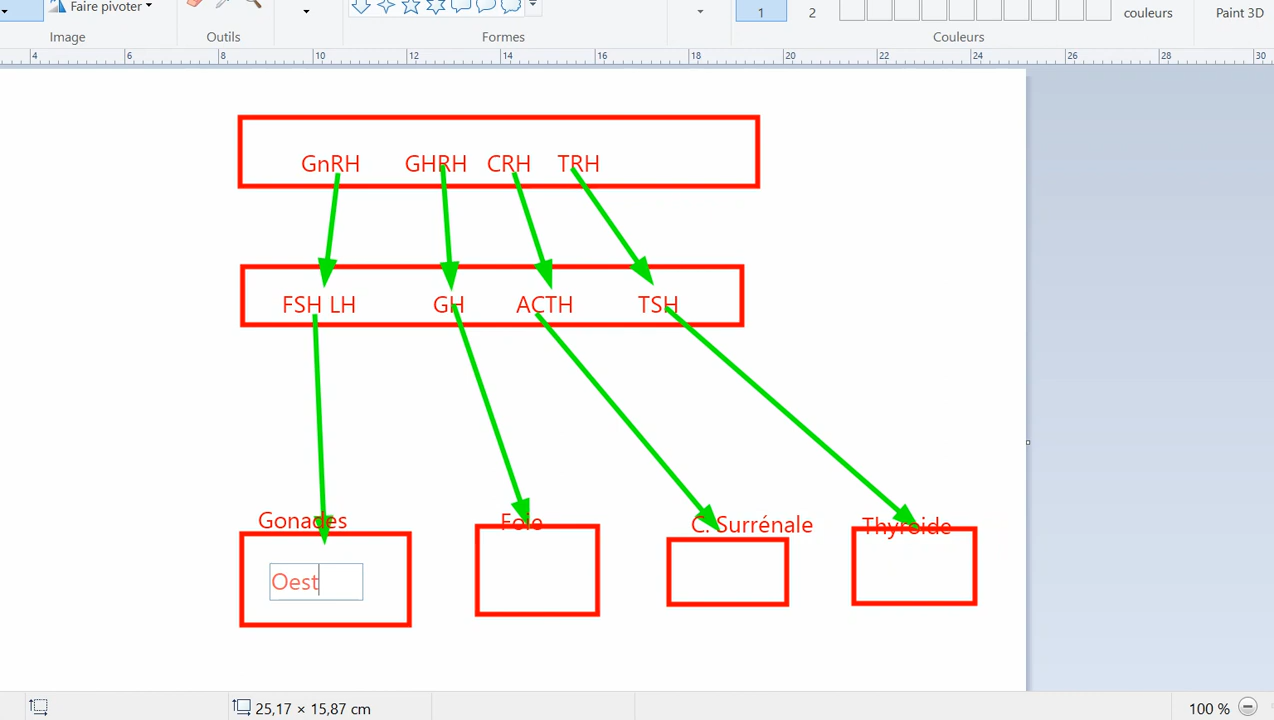 Faire pivoter
1 2 couleurs Paint 3D
Image Outils Formes Couleurs
4 6 8 10 12 14 16 18 20 22 24 26 28 30
GnRH GHRH CRH TRH
FSH LH GH ACTH TSH
Gonades Foie C. Surrénale Thyroide
Oest
25,17 × 15,87 cm 100 %